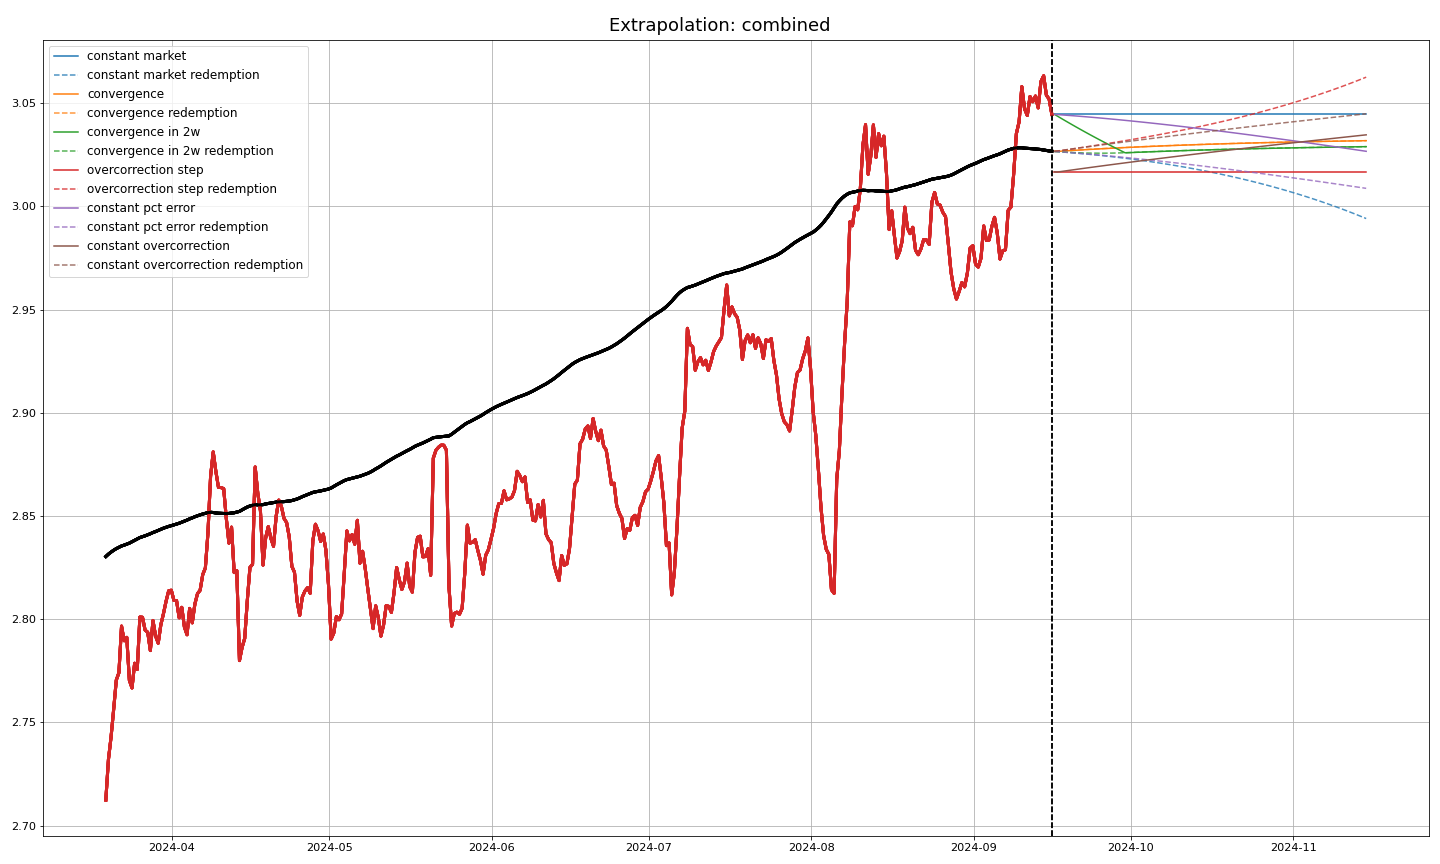 Extrapolation: combined
constant market
constant market redemption
convergence
convergence redemption
convergence in 2w
convergence in 2w redemption
overcorrection step
overcorrection step redemption
constant pct error
constant pct error redemption
constant overcorrection
constant overcorrection redemption
3.05
3.00
2.95
2.90
2.85
2.80
2.75
2.70
2024-04 2024-05 2024-06 2024-07 2024-08 2024-09 2024-10 2024-11